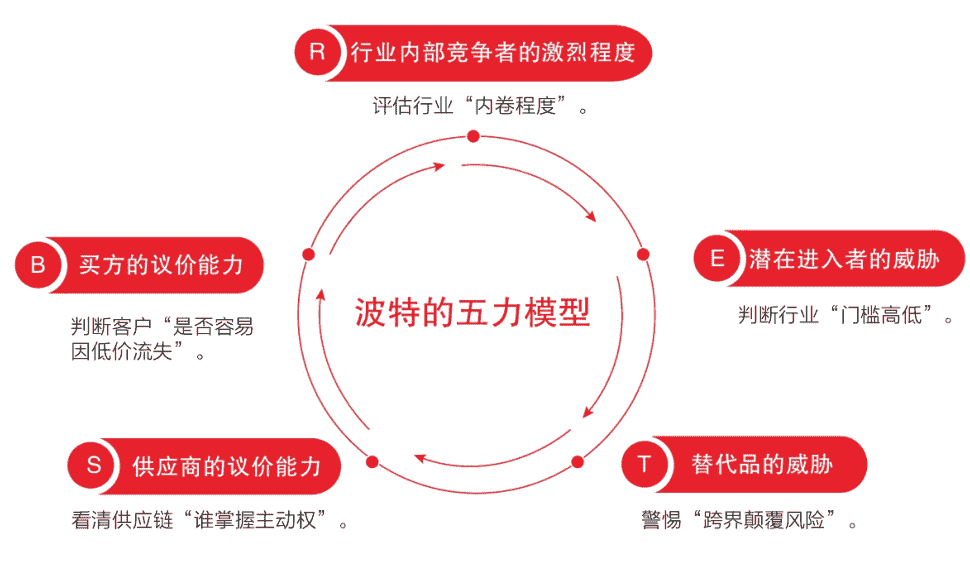 R 行业内部竞争者的激烈程度
评估行业“内卷程度”。
B 买方的议价能力
判断客户“是否容易
因低价流失”。
E 潜在进入者的威胁
判断行业“门槛高低”。
波特的五力模型
S 供应商的议价能力
看清供应链“谁掌握主动权”。
T 替代品的威胁
警惕“跨界颠覆风险”。